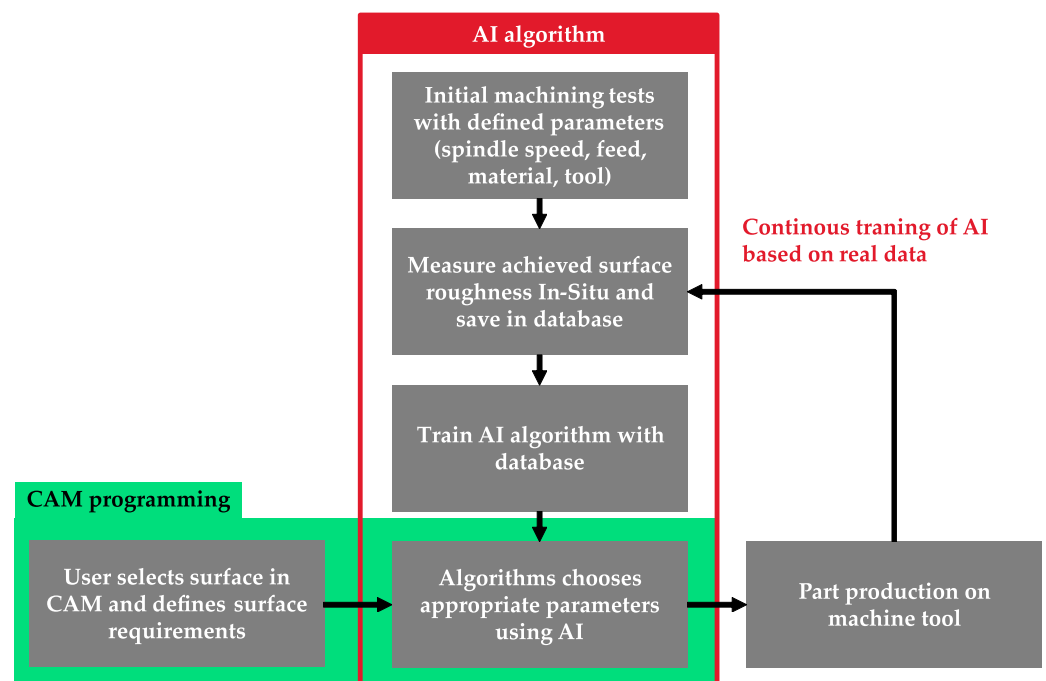 AI algorithm
Initial machining tests
with defined parameters
(spindle speed, feed,
material, tool)
Continous traning of AI
based on real data
Measure achieved surface
roughness In-Situ and
save in database
Train AI algorithm with
database
CAM programming
User selects surface in
CAM and defines surface
requirements
Algorithms chooses
appropriate parameters
using AI
Part production on
machine tool